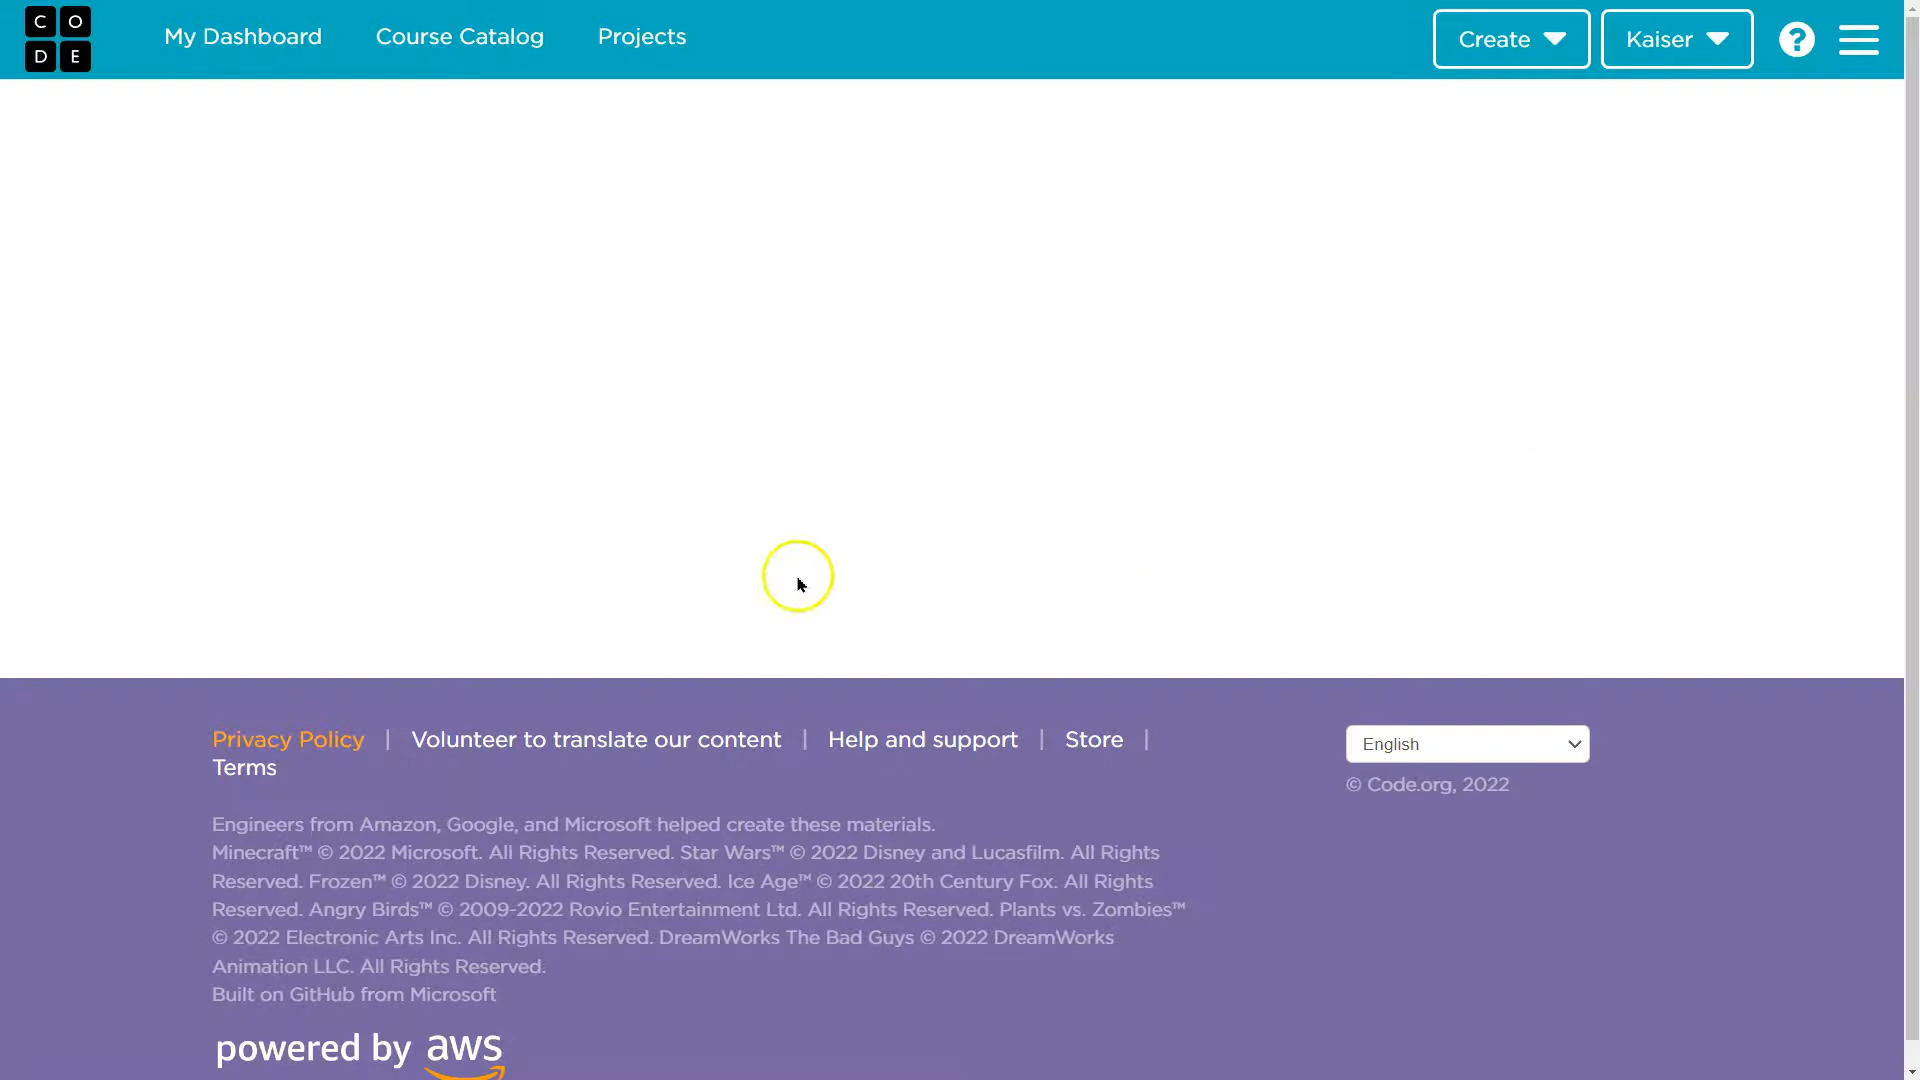 C O
D E
My Dashboard
Course Catalog
Projects
Create
Kaiser
?
Privacy Policy | Volunteer to translate our content | Help and support | Store |
Terms
English
© Code.org, 2022
Engineers from Amazon, Google, and Microsoft helped create these materials.
Minecraft™ © 2022 Microsoft. All Rights Reserved. Star Wars™ © 2022 Disney and Lucasfilm. All Rights
Reserved. Frozen™ © 2022 Disney. All Rights Reserved. Ice Age™ © 2022 20th Century Fox. All Rights
Reserved. Angry Birds™ © 2009-2022 Rovio Entertainment Ltd. All Rights Reserved. Plants vs. Zombies™
© 2022 Electronic Arts Inc. All Rights Reserved. DreamWorks The Bad Guys © 2022 DreamWorks
Animation LLC. All Rights Reserved.
Built on GitHub from Microsoft
powered by aws